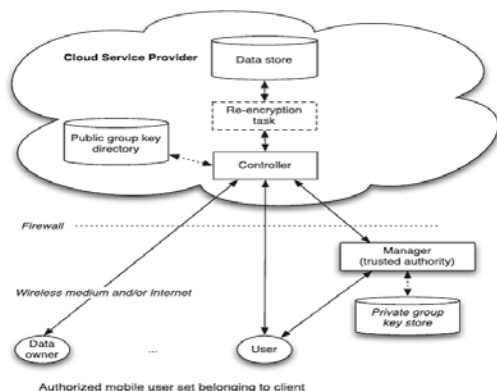 Cloud Service Provider
Data store
Re-encryption
task
Public group key
directory
Controller
Firewall
Manager
(trusted authority)
Wireless medium and/or Internet
Private group
key store
Data
owner
...
User
Authorized mobile user set belonging to client